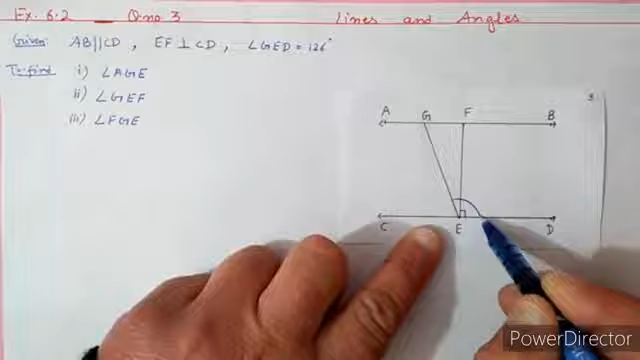 Ex. 6.2 Q.no 3 Lines and Angles
Given: AB||CD, EF⊥CD, ∠GED = 126°
To find i) ∠AGE
ii) ∠GEF
iii) ∠FGE
3.
A G F B
C E D
PowerDirector